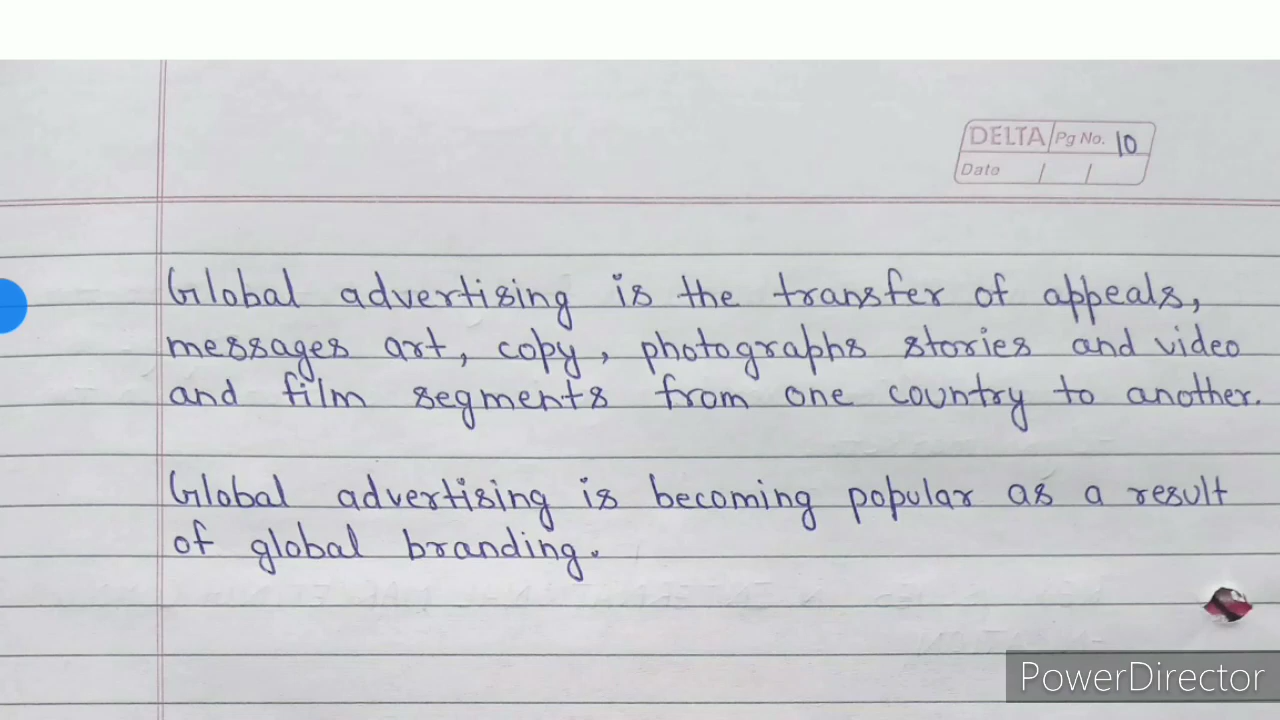 DELTA Pg No. 10
Date / /
Global advertising is the transfer of appeals,
messages art, copy, photographs stories and video
and film segments from one country to another.
Global advertising is becoming popular as a result
of global branding.
PowerDirector